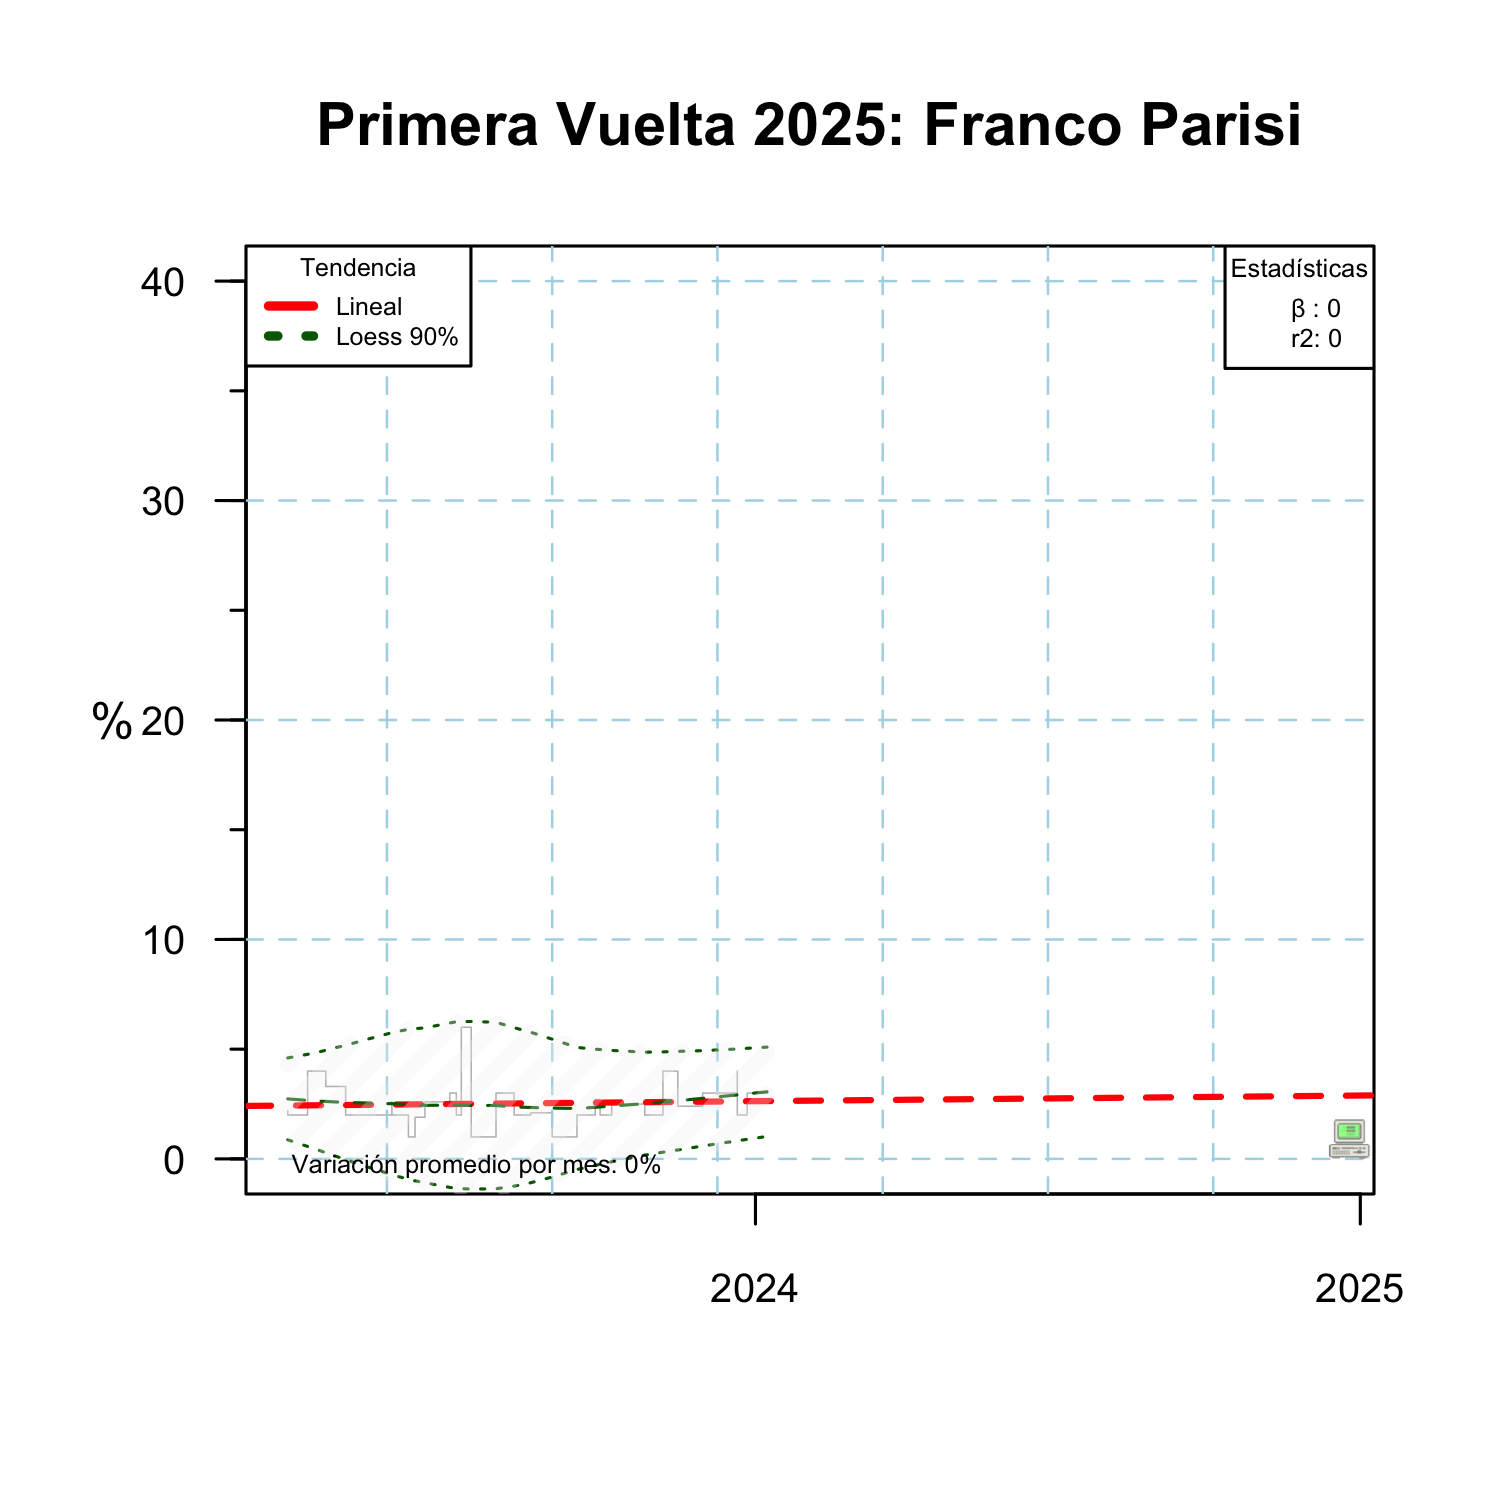 Primera Vuelta 2025: Franco Parisi
Tendencia
Lineal
Loess 90%
Estadísticas
β : 0
r2: 0
40
30
%
20
10
0
Variación promedio por mes: 0%
2024
2025